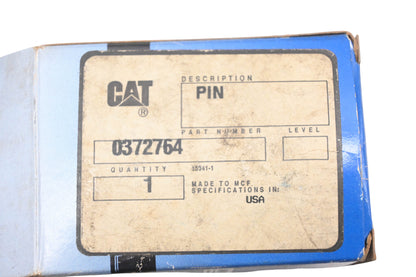 CAT®
DESCRIPTION
PIN
PART NUMBER LEVEL
0372764
QUANTITY
1
MADE TO MCF
SPECIFICATIONS IN:
USA